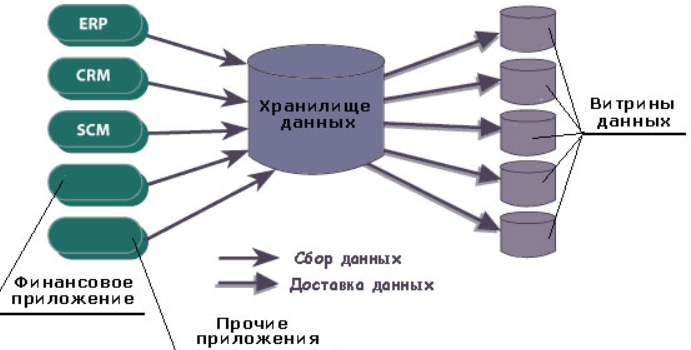 ERP
CRM
SCM
Хранилище
данных
Витрины
данных
Сбор данных
Доставка данных
Финансовое
приложение
Прочие
приложения